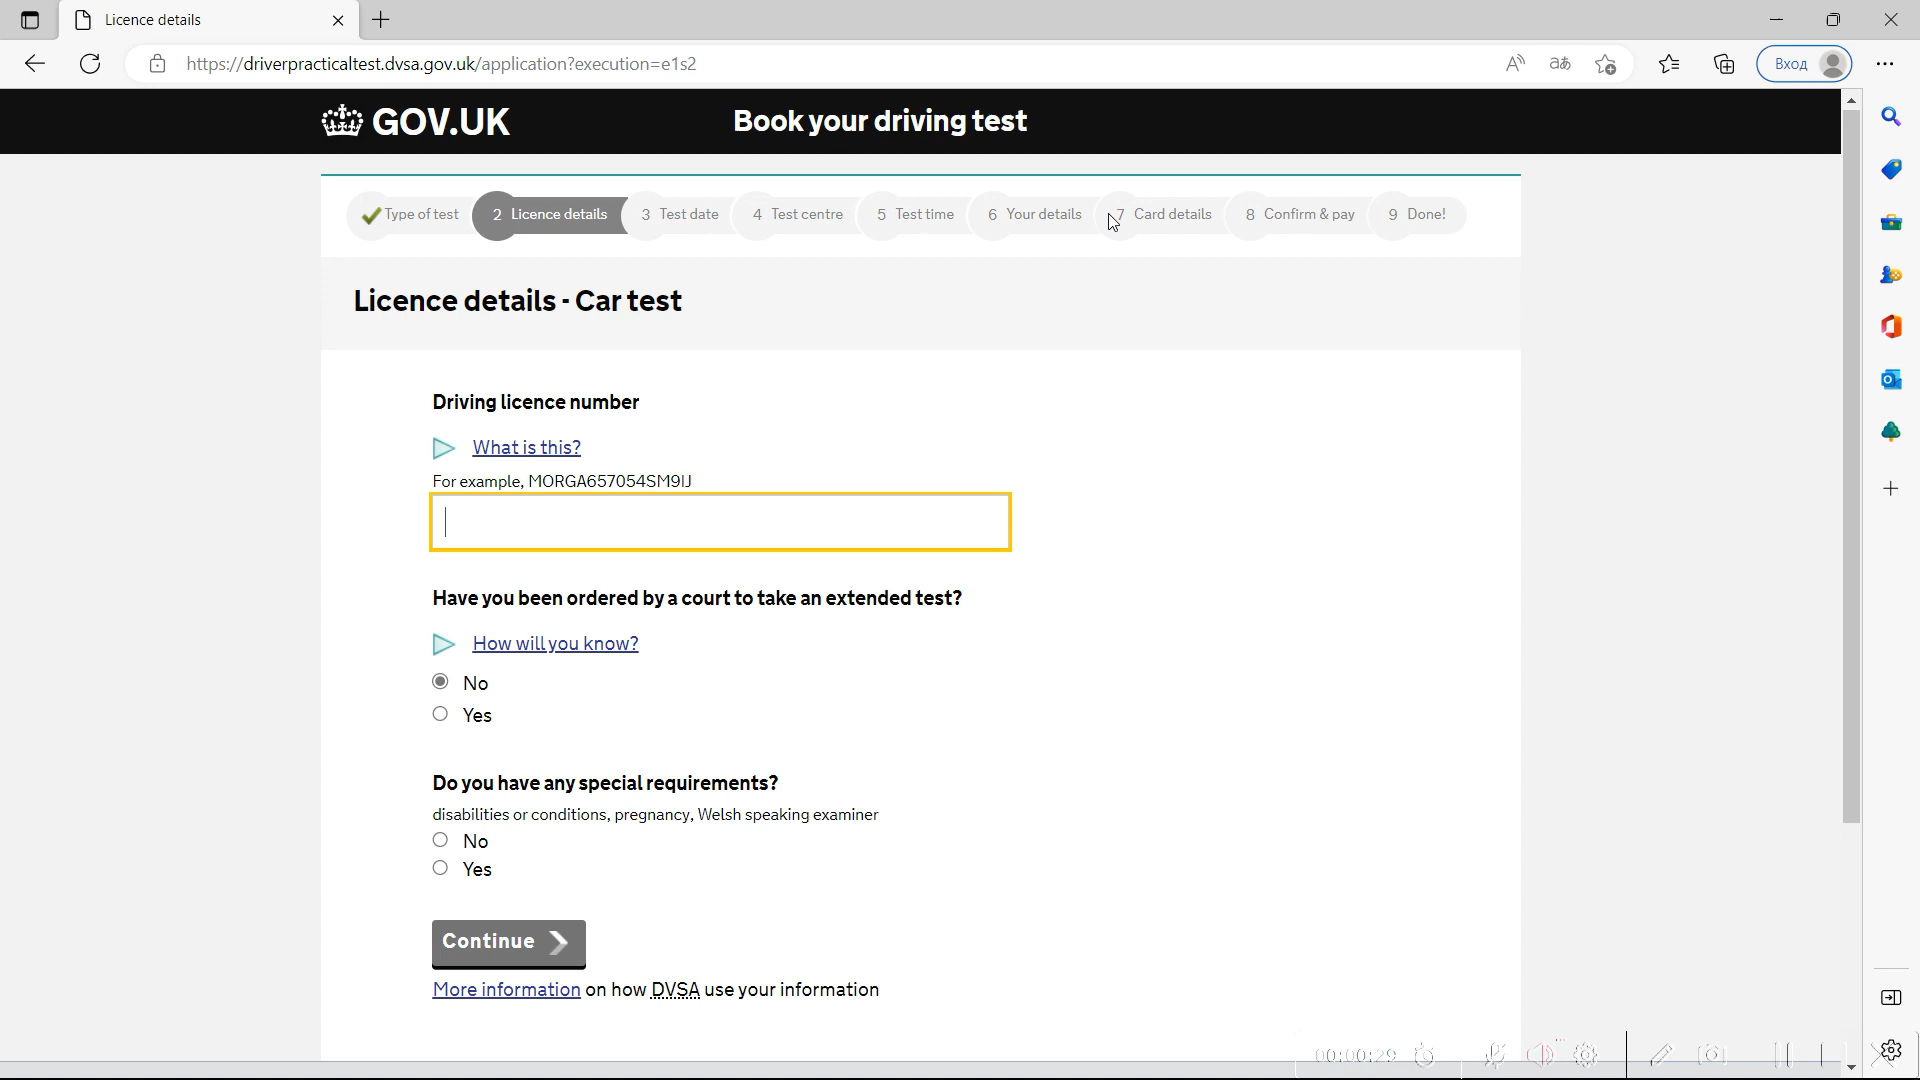 Licence details
https://driverpracticaltest.dvsa.gov.uk/application?execution=e1s2
Вход
GOV.UK
Book your driving test
Type of test 2 Licence details 3 Test date 4 Test centre 5 Test time 6 Your details 7 Card details 8 Confirm & pay 9 Done!
Licence details - Car test
Driving licence number
What is this?
For example, MORGA657054SM9IJ
Have you been ordered by a court to take an extended test?
How will you know?
No
Yes
Do you have any special requirements?
disabilities or conditions, pregnancy, Welsh speaking examiner
No
Yes
Continue
More information on how DVSA use your information
00:00:29